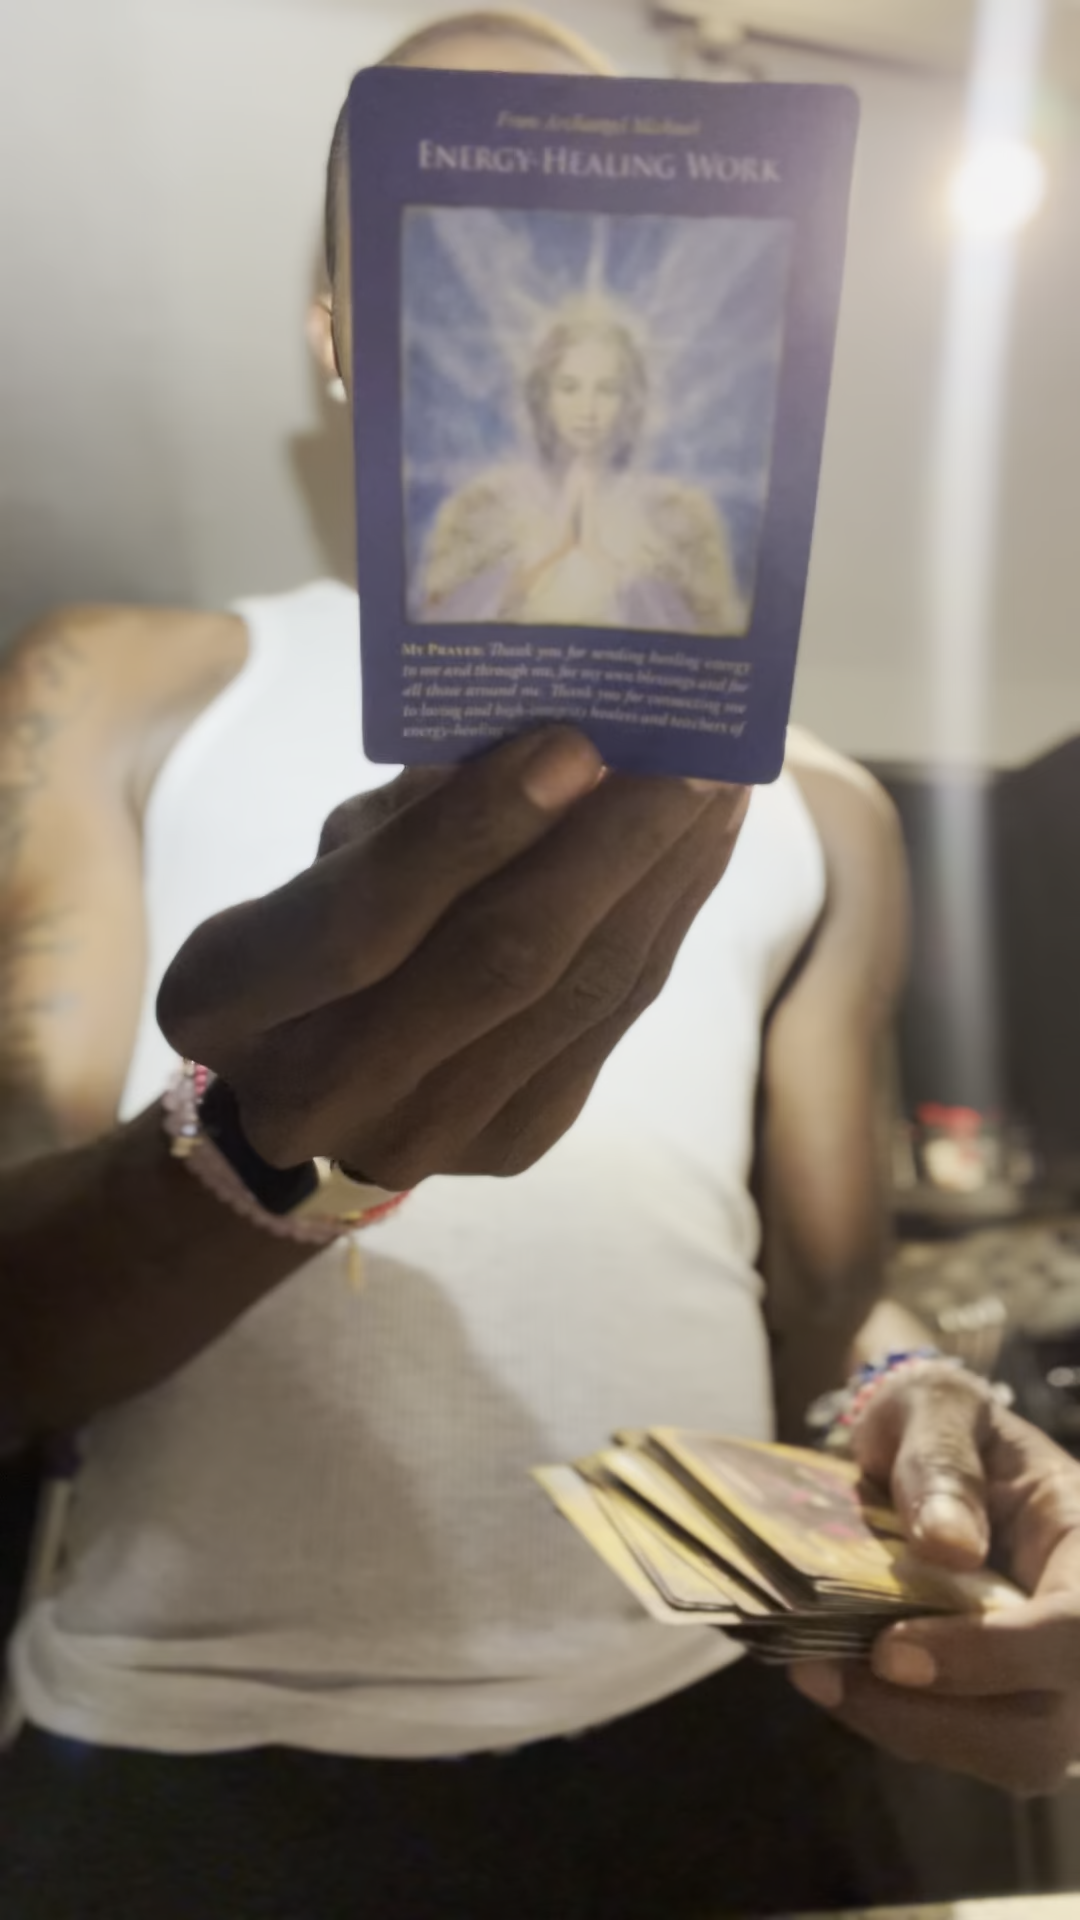 From Archangel Michael
ENERGY-HEALING WORK
MY PRAYER: Thank you for sending healing energy
to me and through me, for my own blessings and for
all those around me. Thank you for connecting me
to loving and high-integrity healers and teachers of
energy-healing